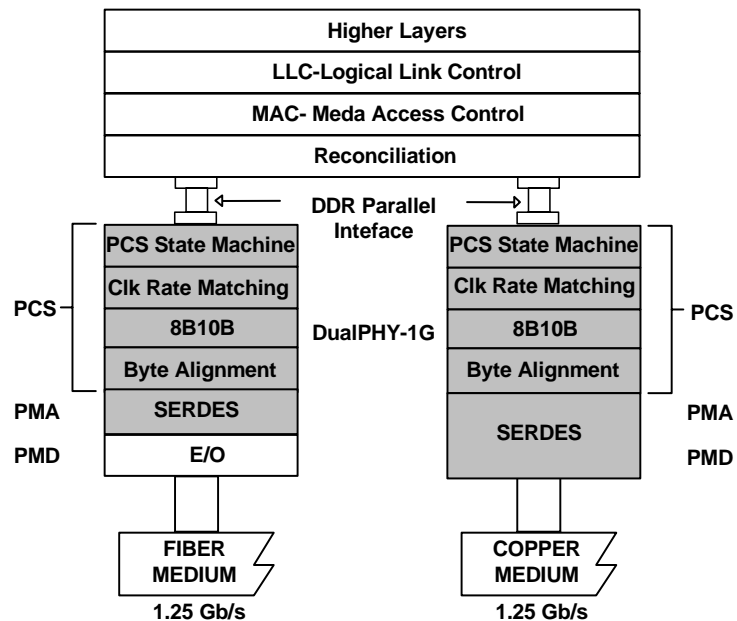 Higher Layers
LLC-Logical Link Control
MAC- Meda Access Control
Reconciliation
DDR Parallel
Inteface
PCS State Machine
Clk Rate Matching
8B10B
Byte Alignment
SERDES
E/O
PCS
PMA
PMD
FIBER
MEDIUM
1.25 Gb/s
DualPHY-1G
PCS State Machine
Clk Rate Matching
8B10B
Byte Alignment
SERDES
PCS
PMA
PMD
COPPER
MEDIUM
1.25 Gb/s